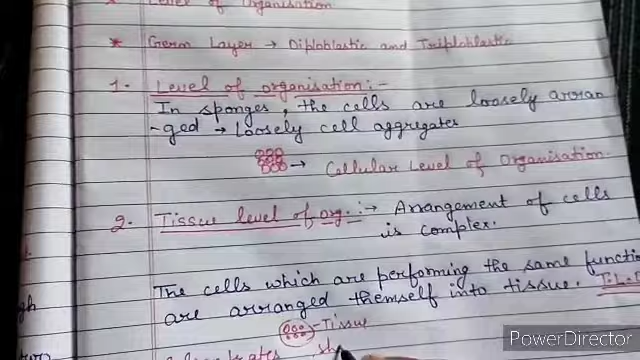 * Level of Organisation
* Germ Layer → Diploblastic and Triploblastic
1. Level of organisation:-
In sponges, the cells are loosely arran
-ged → Loosely cell aggregates
→ Cellular Level of Organisation.
2. Tissue level of org.:→ Arrangement of cells
is complex.
The cells which are performing the same functi
are arranged themself into tissue. T.L.O
-Tissue
PowerDirector